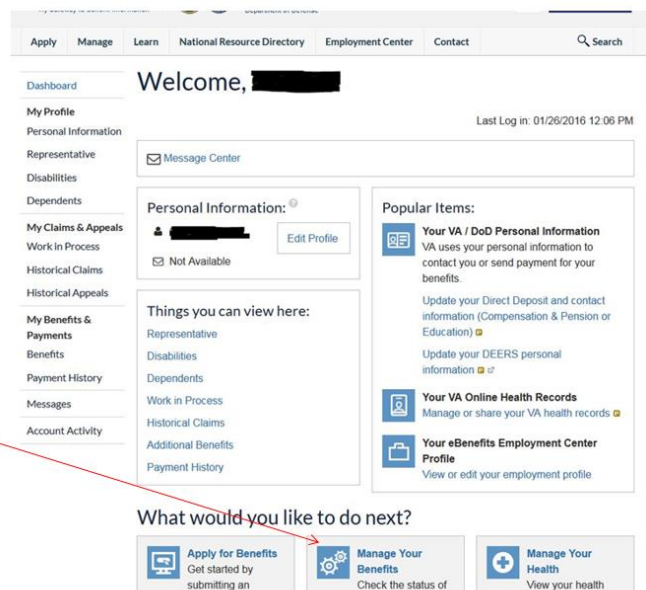 My Gateway to Benefit Information
Department of Defense
Apply Manage Learn National Resource Directory Employment Center Contact Search
Dashboard
My Profile
Personal Information
Representative
Disabilities
Dependents
My Claims & Appeals
Work in Process
Historical Claims
Historical Appeals
My Benefits &
Payments
Benefits
Payment History
Messages
Account Activity
Welcome,
Last Log in: 01/26/2016 12:06 PM
Message Center
Personal Information:
Edit Profile
Not Available
Things you can view here:
Representative
Disabilities
Dependents
Work in Process
Historical Claims
Additional Benefits
Payment History
Popular Items:
Your VA / DoD Personal Information
VA uses your personal information to
contact you or send payment for your
benefits.
Update your Direct Deposit and contact
information (Compensation & Pension or
Education)
Update your DEERS personal
information
Your VA Online Health Records
Manage or share your VA health records
Your eBenefits Employment Center
Profile
View or edit your employment profile
What would you like to do next?
Apply for Benefits
Get started by
submitting an
Manage Your
Benefits
Check the status of
Manage Your
Health
View your health